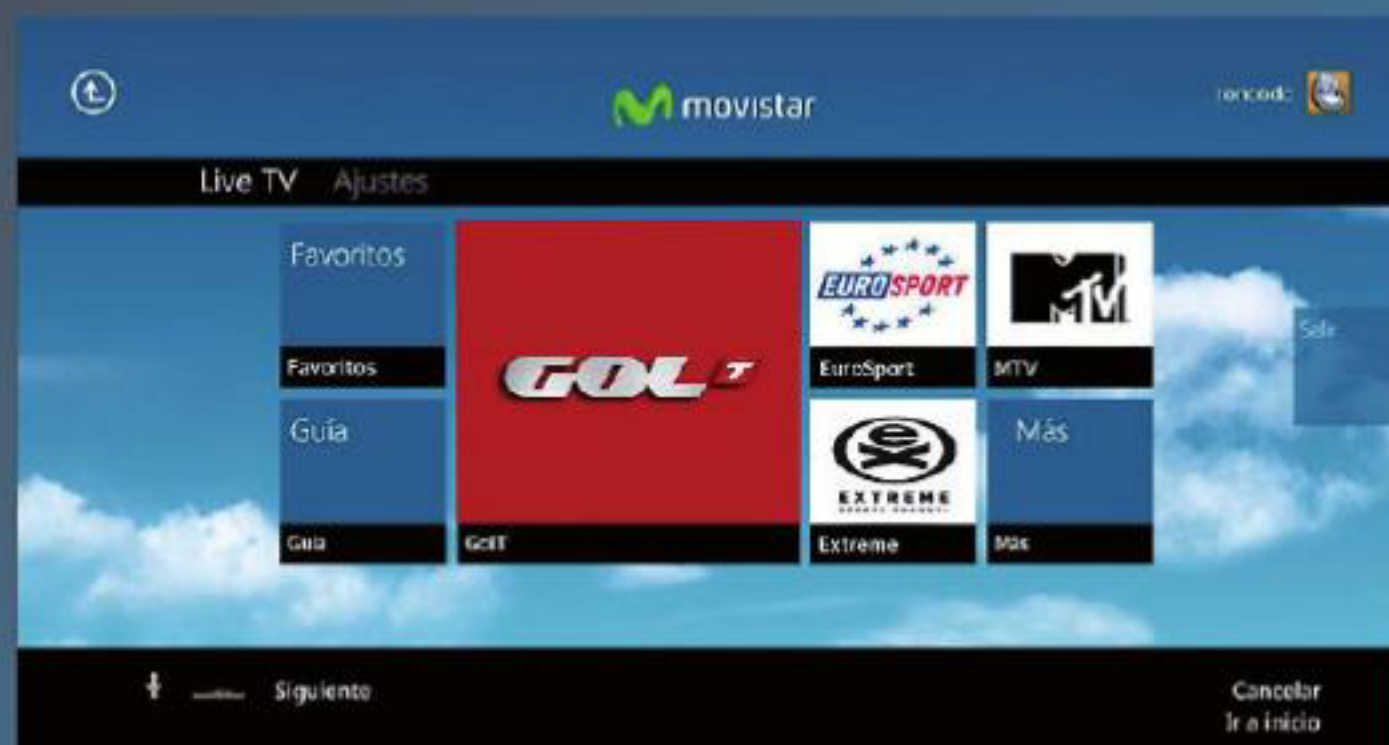 movistar
Live TV Ajustes
Favoritos
Favoritos
GOL T
GolT
EUROSPORT
EuroSport
MTV
MTV
Guía
Guía
EXTREME
Extreme
Más
Más
Siguiente
Cancelar
Ir a inicio